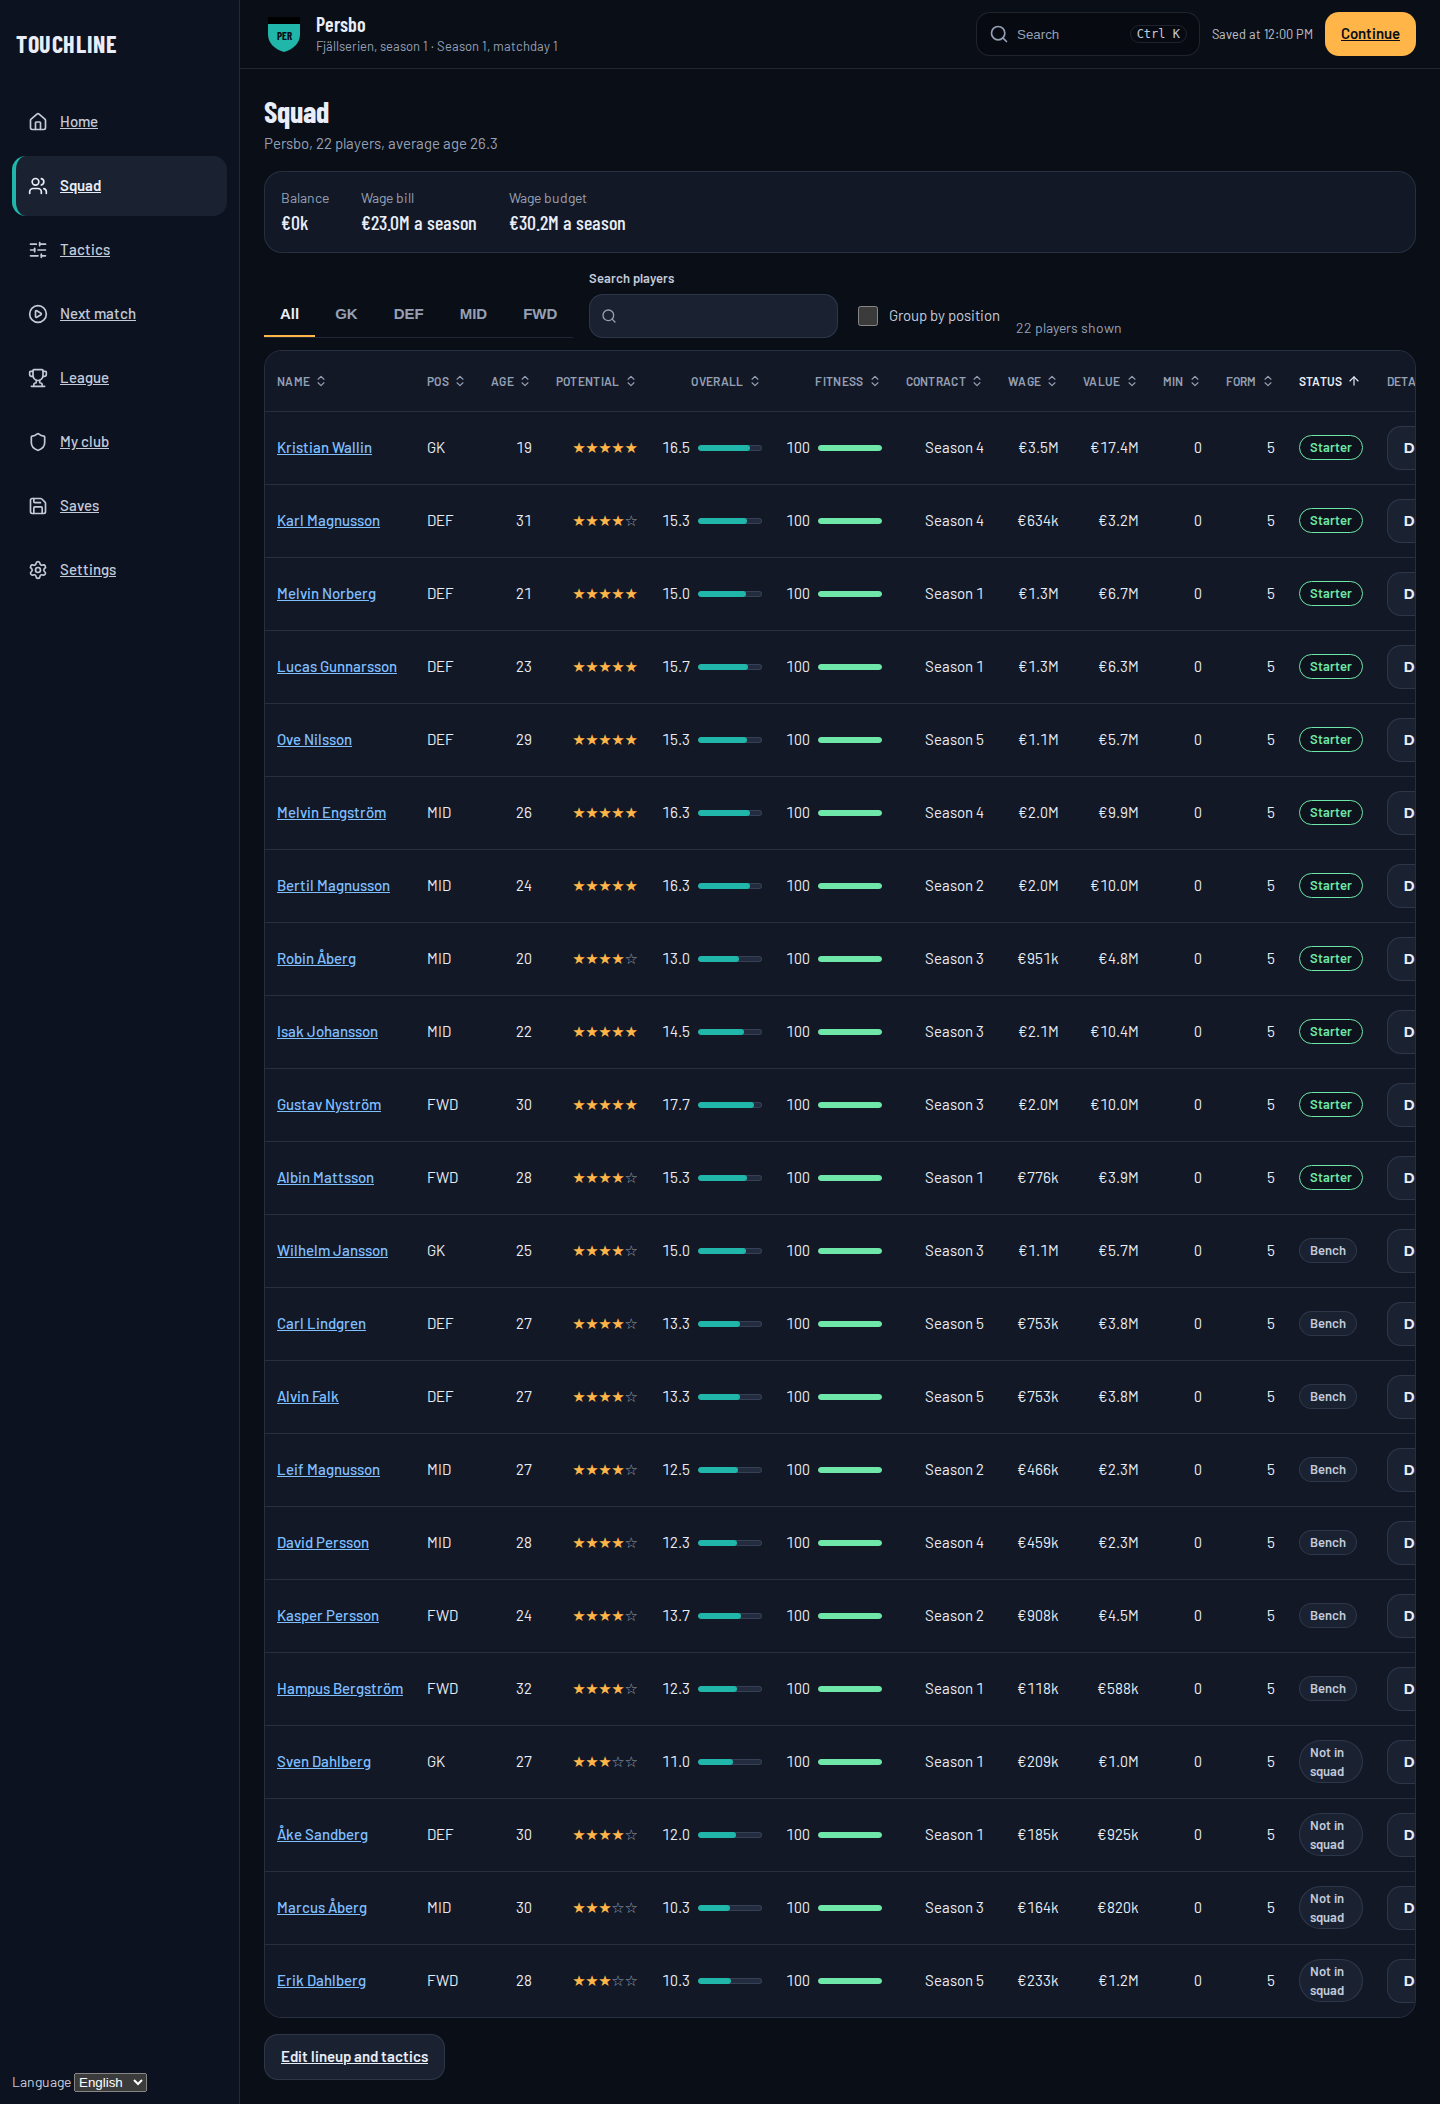 TOUCHLINE
Home
Squad
Tactics
Next match
League
My club
Saves
Settings
Language English
PER
Persbo
Fjällserien, season 1 · Season 1, matchday 1
Search Ctrl K
Saved at 12:00 PM
Continue
Squad
Persbo, 22 players, average age 26.3
Balance Wage bill Wage budget
€0k €23.0M a season €30.2M a season
Search players
All GK DEF MID FWD
Group by position
22 players shown
NAME POS AGE POTENTIAL OVERALL FITNESS CONTRACT WAGE VALUE MIN FORM STATUS DETA
Kristian Wallin GK 19 ★★★★★ 16.5 100 Season 4 €3.5M €17.4M 0 5 Starter D
Karl Magnusson DEF 31 ★★★★☆ 15.3 100 Season 4 €634k €3.2M 0 5 Starter D
Melvin Norberg DEF 21 ★★★★★ 15.0 100 Season 1 €1.3M €6.7M 0 5 Starter D
Lucas Gunnarsson DEF 23 ★★★★★ 15.7 100 Season 1 €1.3M €6.3M 0 5 Starter D
Ove Nilsson DEF 29 ★★★★★ 15.3 100 Season 5 €1.1M €5.7M 0 5 Starter D
Melvin Engström MID 26 ★★★★★ 16.3 100 Season 4 €2.0M €9.9M 0 5 Starter D
Bertil Magnusson MID 24 ★★★★★ 16.3 100 Season 2 €2.0M €10.0M 0 5 Starter D
Robin Åberg MID 20 ★★★★☆ 13.0 100 Season 3 €951k €4.8M 0 5 Starter D
Isak Johansson MID 22 ★★★★★ 14.5 100 Season 3 €2.1M €10.4M 0 5 Starter D
Gustav Nyström FWD 30 ★★★★★ 17.7 100 Season 3 €2.0M €10.0M 0 5 Starter D
Albin Mattsson FWD 28 ★★★★☆ 15.3 100 Season 1 €776k €3.9M 0 5 Starter D
Wilhelm Jansson GK 25 ★★★★☆ 15.0 100 Season 3 €1.1M €5.7M 0 5 Bench D
Carl Lindgren DEF 27 ★★★★☆ 13.3 100 Season 5 €753k €3.8M 0 5 Bench D
Alvin Falk DEF 27 ★★★★☆ 13.3 100 Season 5 €753k €3.8M 0 5 Bench D
Leif Magnusson MID 27 ★★★★☆ 12.5 100 Season 2 €466k €2.3M 0 5 Bench D
David Persson MID 28 ★★★★☆ 12.3 100 Season 4 €459k €2.3M 0 5 Bench D
Kasper Persson FWD 24 ★★★★☆ 13.7 100 Season 2 €908k €4.5M 0 5 Bench D
Hampus Bergström FWD 32 ★★★★☆ 12.3 100 Season 1 €118k €588k 0 5 Bench D
Sven Dahlberg GK 27 ★★★☆☆ 11.0 100 Season 1 €209k €1.0M 0 5 Not in squad D
Åke Sandberg DEF 30 ★★★★☆ 12.0 100 Season 1 €185k €925k 0 5 Not in squad D
Marcus Åberg MID 30 ★★★☆☆ 10.3 100 Season 3 €164k €820k 0 5 Not in squad D
Erik Dahlberg FWD 28 ★★★☆☆ 10.3 100 Season 5 €233k €1.2M 0 5 Not in squad D
Edit lineup and tactics